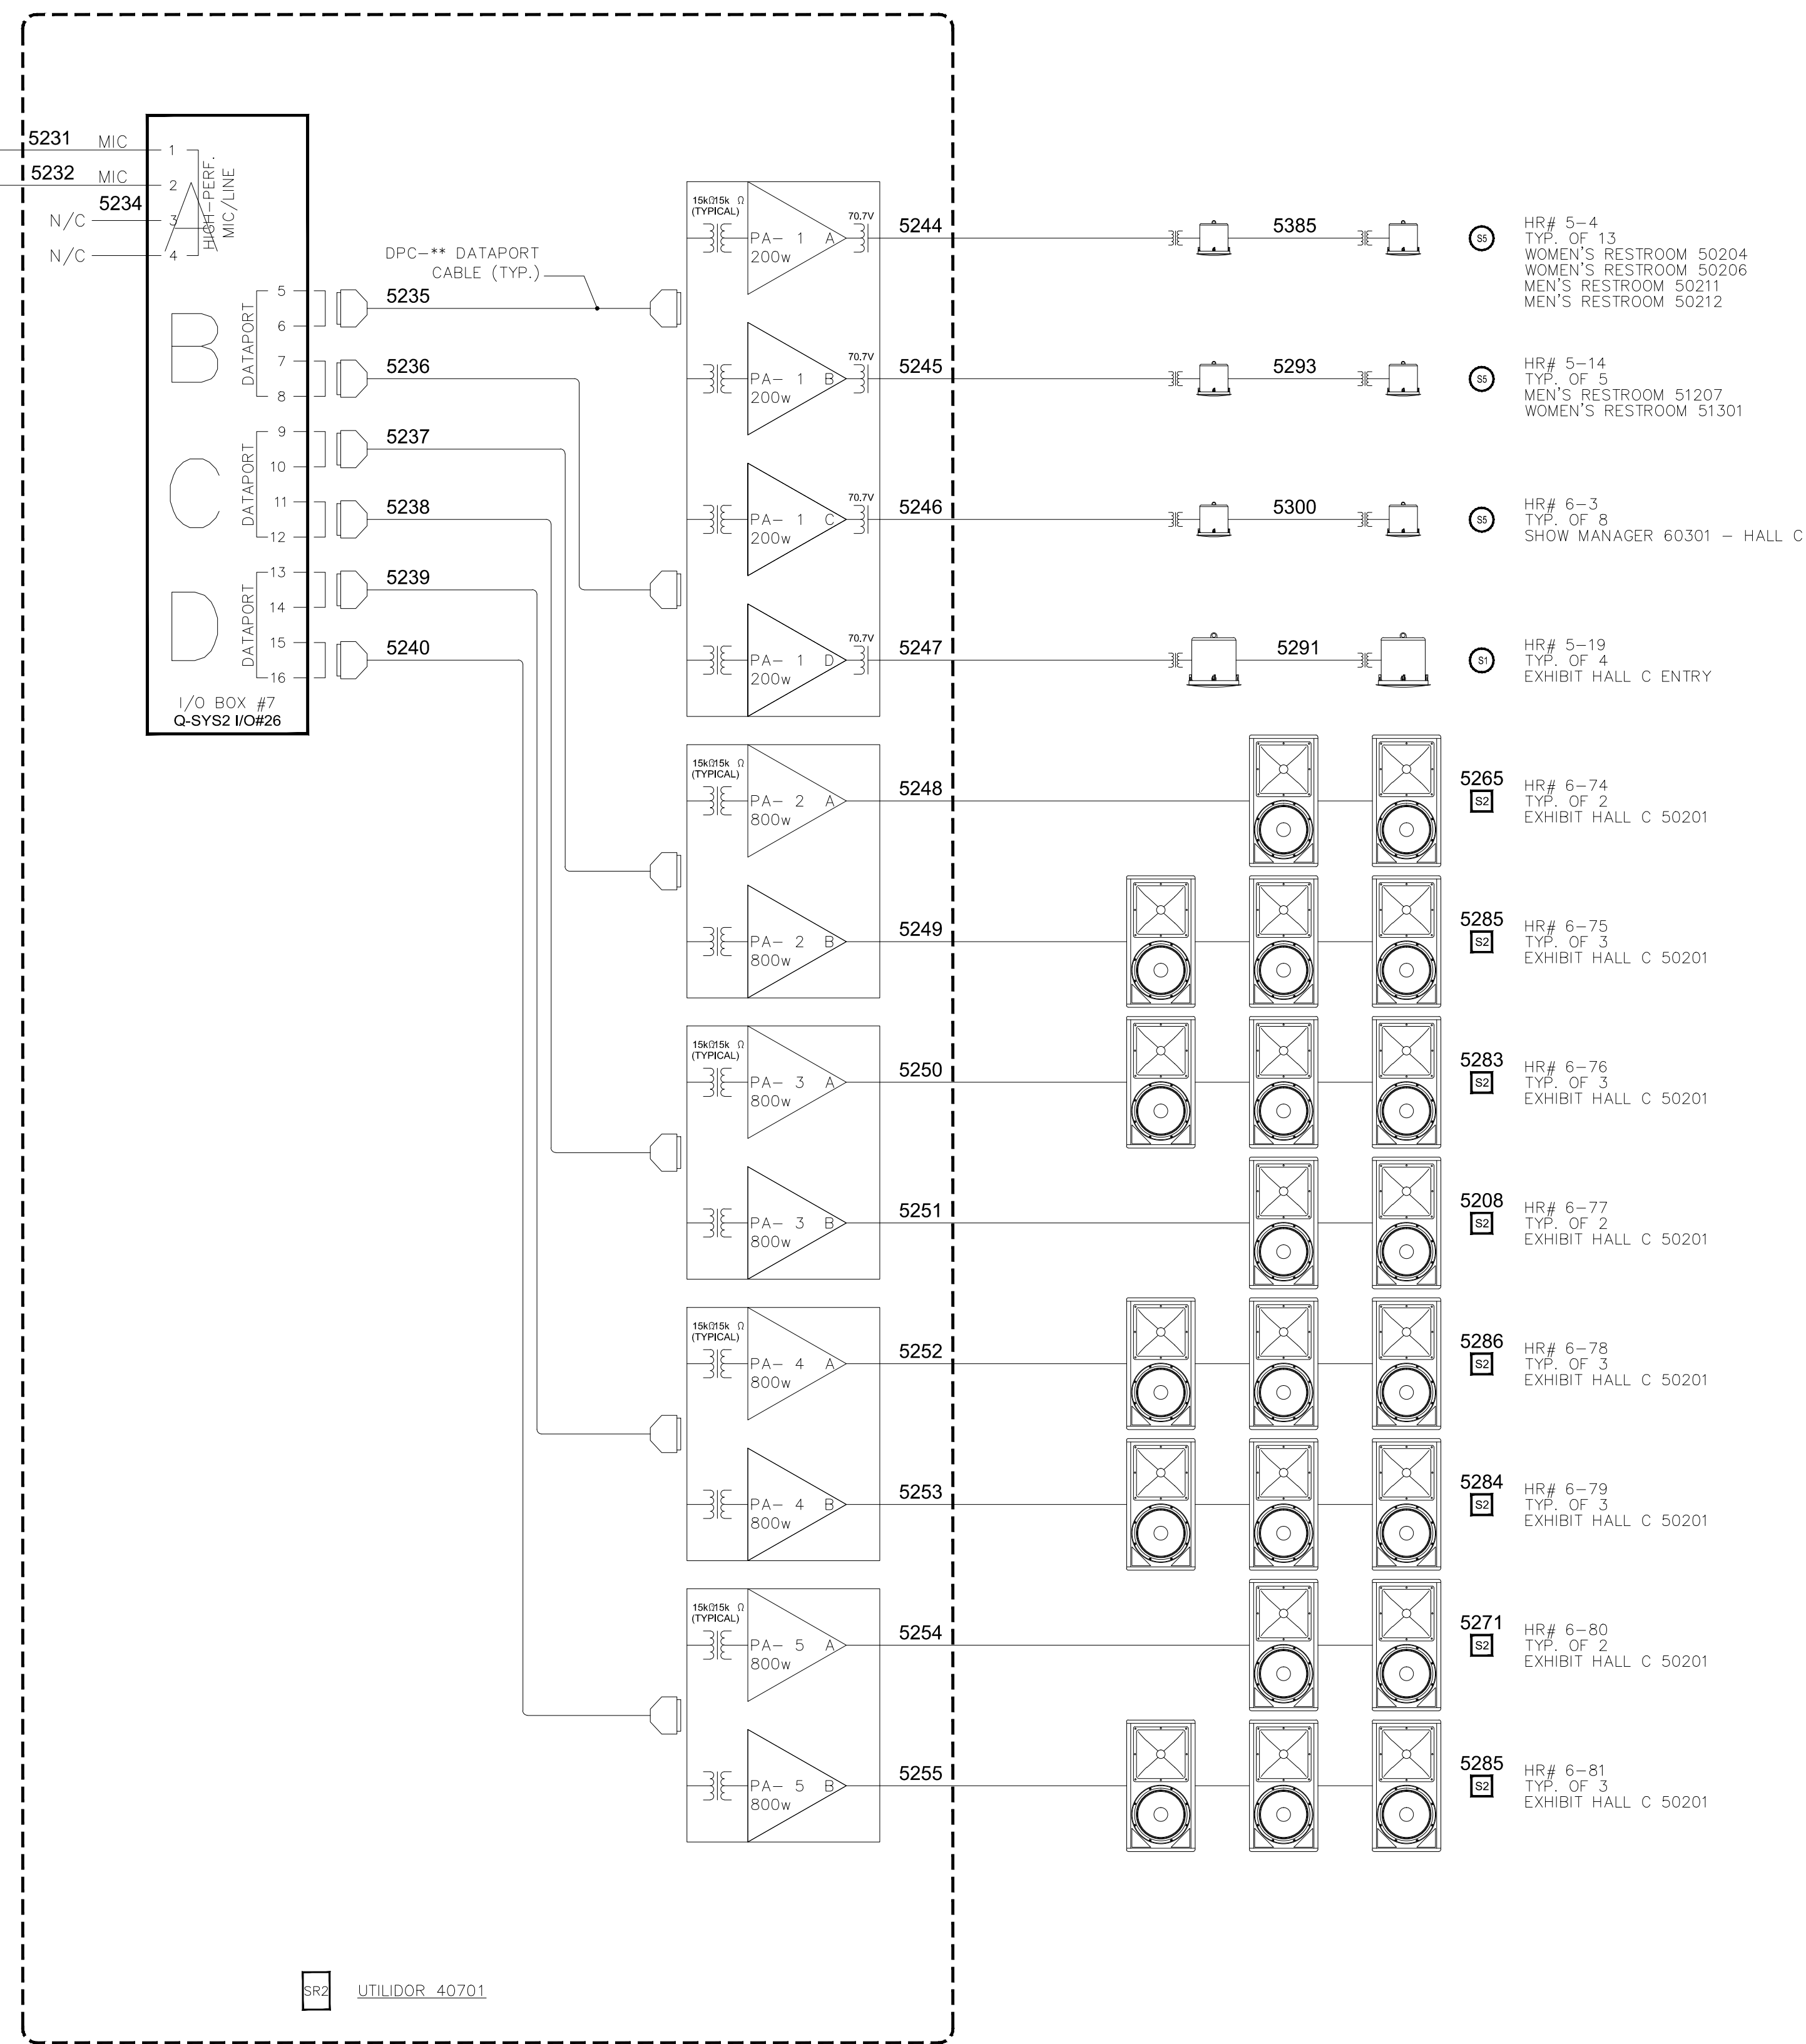 5231 MIC
5232 MIC
5234
N/C
N/C
1
2
3
4
HIGH-PERF.
MIC/LINE
A
B
DATAPORT
5
6
DATAPORT
7
8
C
DATAPORT
9
10
DATAPORT
11
12
D
DATAPORT
13
14
DATAPORT
15
16
I/O BOX #7
Q-SYS2 I/O#26
DPC-** DATAPORT
CABLE (TYP.)
5235
5236
5237
5238
5239
5240
15kΩ15k Ω
(TYPICAL)
PA- 1 A
200w
70.7V
5244
5385
S5
HR# 5-4
TYP. OF 13
WOMEN'S RESTROOM 50204
WOMEN'S RESTROOM 50206
MEN'S RESTROOM 50211
MEN'S RESTROOM 50212
PA- 1 B
200w
70.7V
5245
5293
S5
HR# 5-14
TYP. OF 5
MEN'S RESTROOM 51207
WOMEN'S RESTROOM 51301
PA- 1 C
200w
70.7V
5246
5300
S5
HR# 6-3
TYP. OF 8
SHOW MANAGER 60301 - HALL C
PA- 1 D
200w
70.7V
5247
5291
S1
HR# 5-19
TYP. OF 4
EXHIBIT HALL C ENTRY
15kΩ15k Ω
(TYPICAL)
PA- 2 A
800w
5248
5265
S2
HR# 6-74
TYP. OF 2
EXHIBIT HALL C 50201
PA- 2 B
800w
5249
5285
S2
HR# 6-75
TYP. OF 3
EXHIBIT HALL C 50201
15kΩ15k Ω
(TYPICAL)
PA- 3 A
800w
5250
5283
S2
HR# 6-76
TYP. OF 3
EXHIBIT HALL C 50201
PA- 3 B
800w
5251
5208
S2
HR# 6-77
TYP. OF 2
EXHIBIT HALL C 50201
15kΩ15k Ω
(TYPICAL)
PA- 4 A
800w
5252
5286
S2
HR# 6-78
TYP. OF 3
EXHIBIT HALL C 50201
PA- 4 B
800w
5253
5284
S2
HR# 6-79
TYP. OF 3
EXHIBIT HALL C 50201
15kΩ15k Ω
(TYPICAL)
PA- 5 A
800w
5254
5271
S2
HR# 6-80
TYP. OF 2
EXHIBIT HALL C 50201
PA- 5 B
800w
5255
5285
S2
HR# 6-81
TYP. OF 3
EXHIBIT HALL C 50201
SR2 UTILIDOR 40701